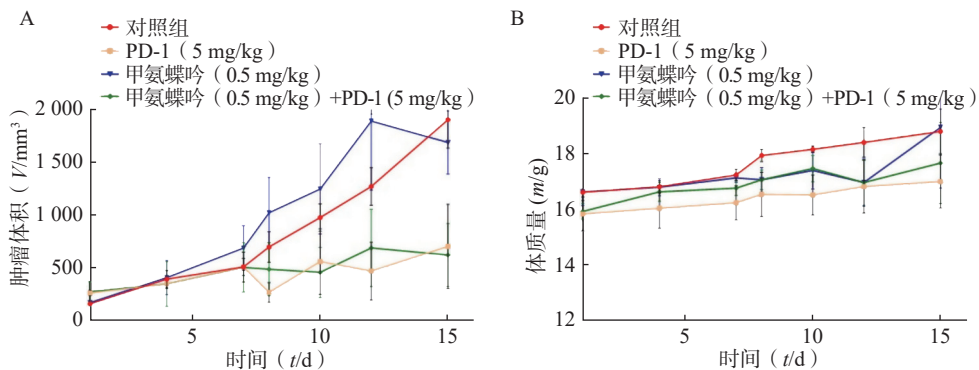 A
对照组
PD-1（5 mg/kg）
甲氨蝶呤（0.5 mg/kg）
甲氨蝶呤（0.5 mg/kg）+PD-1 (5 mg/kg）
肿瘤体积（V/mm³）
2 000
1 500
1 000
500
0
5
10
15
时间（t/d）
B
对照组
PD-1（5 mg/kg）
甲氨蝶呤（0.5 mg/kg）
甲氨蝶呤（0.5 mg/kg）+PD-1（5 mg/kg）
体质量 (m/g)
20
18
16
14
12
5
10
15
时间（t/d）